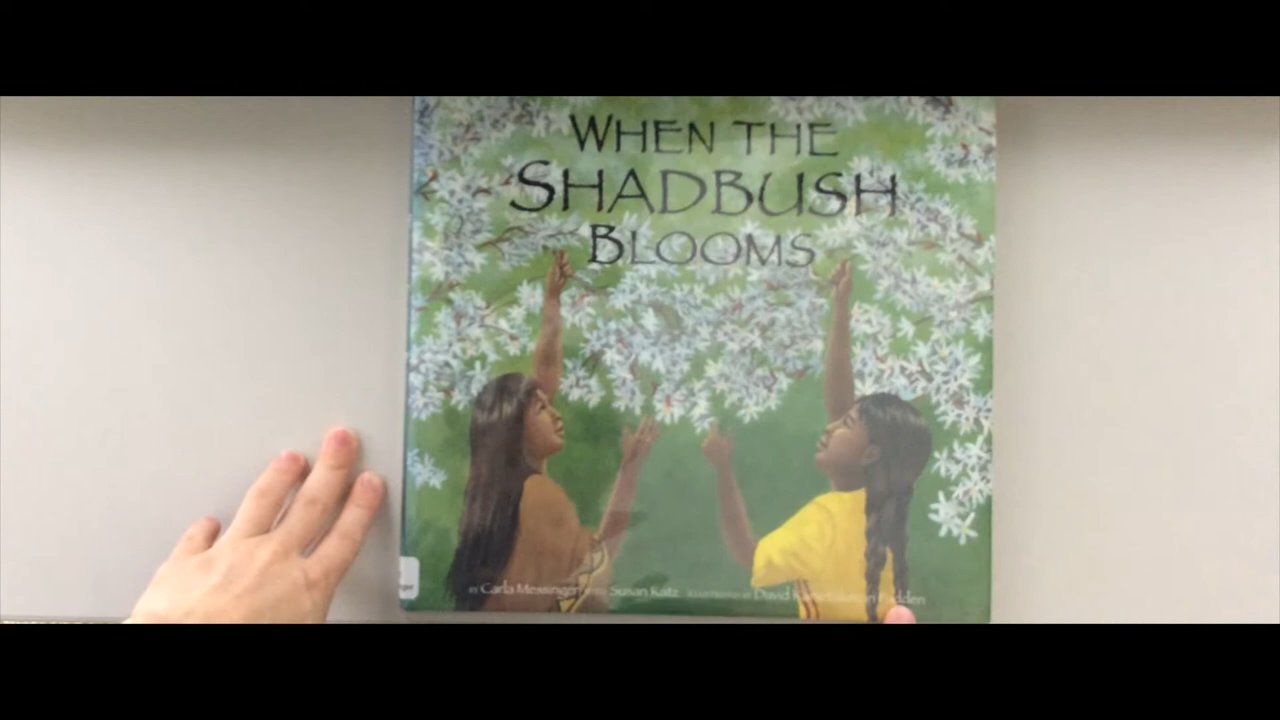 WHEN THE
SHADBUSH
BLOOMS
BY Carla Messinger WITH Susan Katz ILLUSTRATED BY David Kanietakeron Fadden